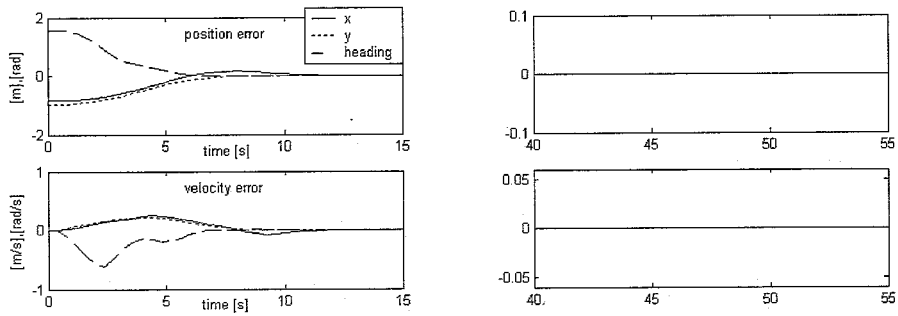 2
1
0
-1
-2
[m],[rad]
position error
x
y
heading
0 5 10 15
time [s]
0.1
0
-0.1
40 45 50 55
1
0
-1
[m/s],[rad/s]
velocity error
0 5 10 15
time [s]
0.05
0
-0.05
40 45 50 55